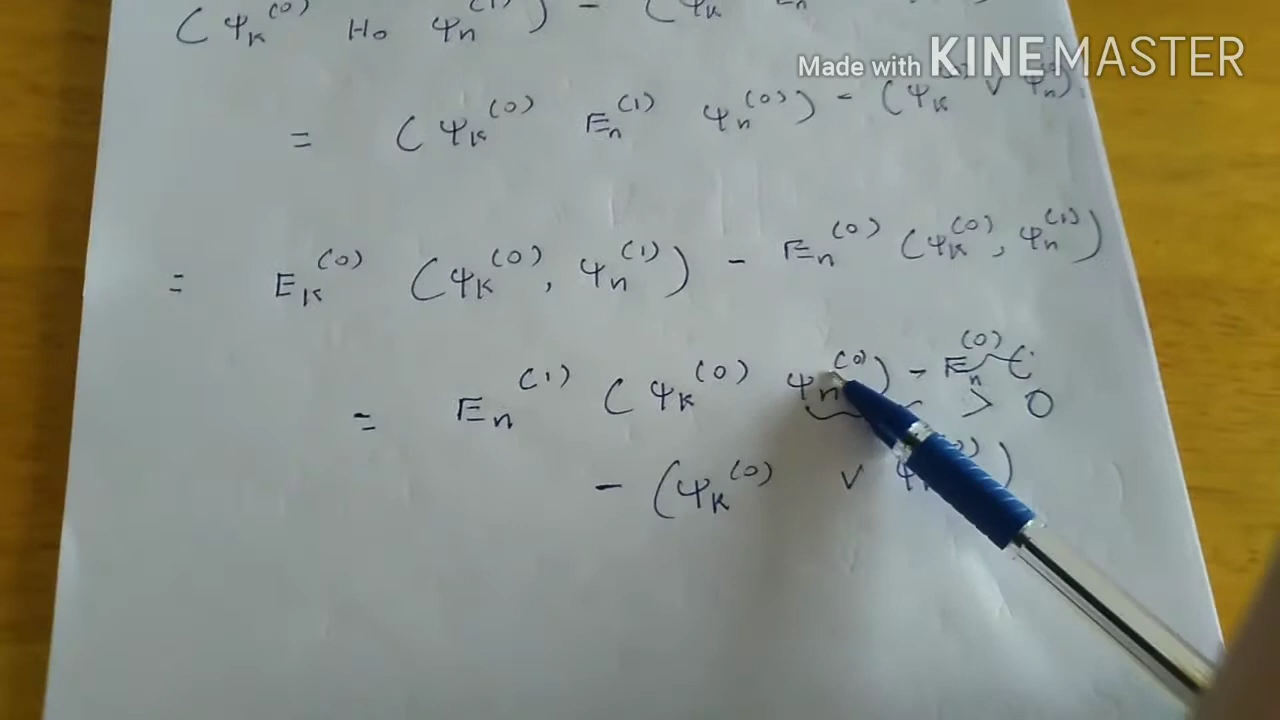 (Ψk^(0) H₀ Ψn^(1)) - (Ψk En
Made with KINEMASTER
= (Ψk^(0) En^(1) Ψn^(0)) - (Ψk V Ψn)
= Ek^(0) (Ψk^(0), Ψn^(1)) - En^(0) (Ψk^(0), Ψn^(1))
= En^(1) (Ψk^(0) Ψn^(0)) - En^(0) (
> 0
- (Ψk^(0) V